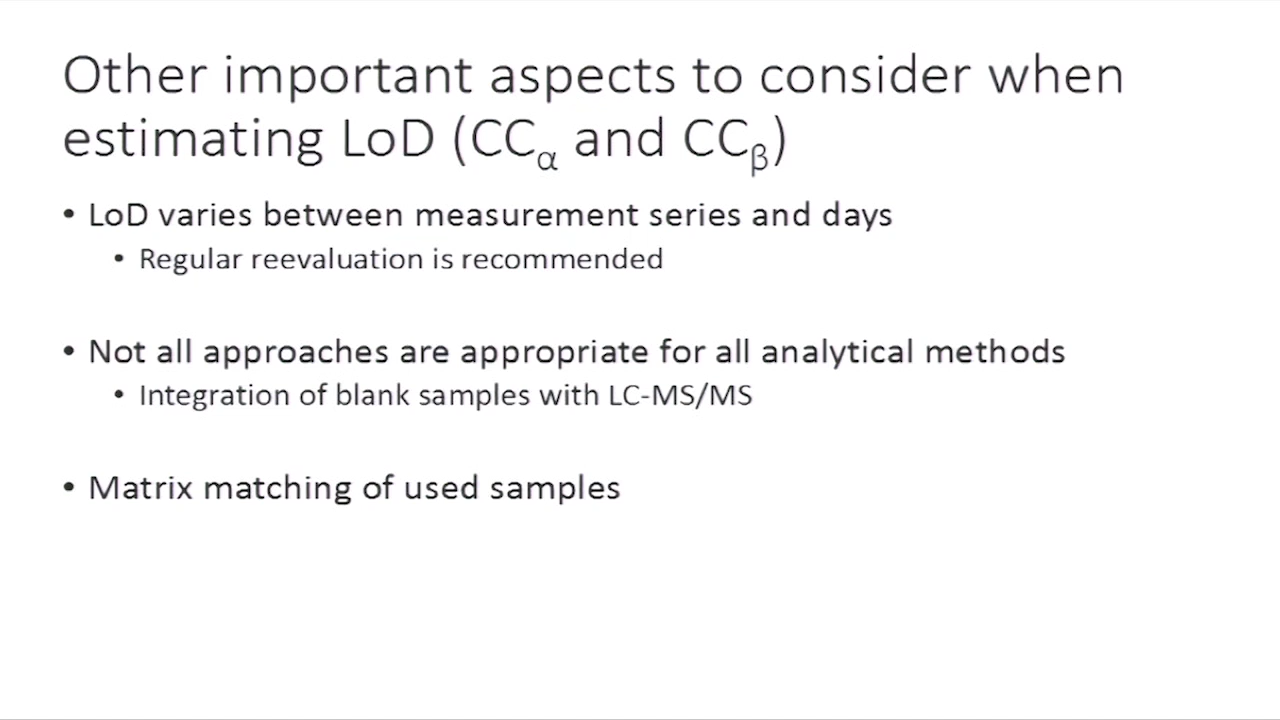 Other important aspects to consider when
estimating LoD (CCα and CCβ)
• LoD varies between measurement series and days
• Regular reevaluation is recommended
• Not all approaches are appropriate for all analytical methods
• Integration of blank samples with LC-MS/MS
• Matrix matching of used samples